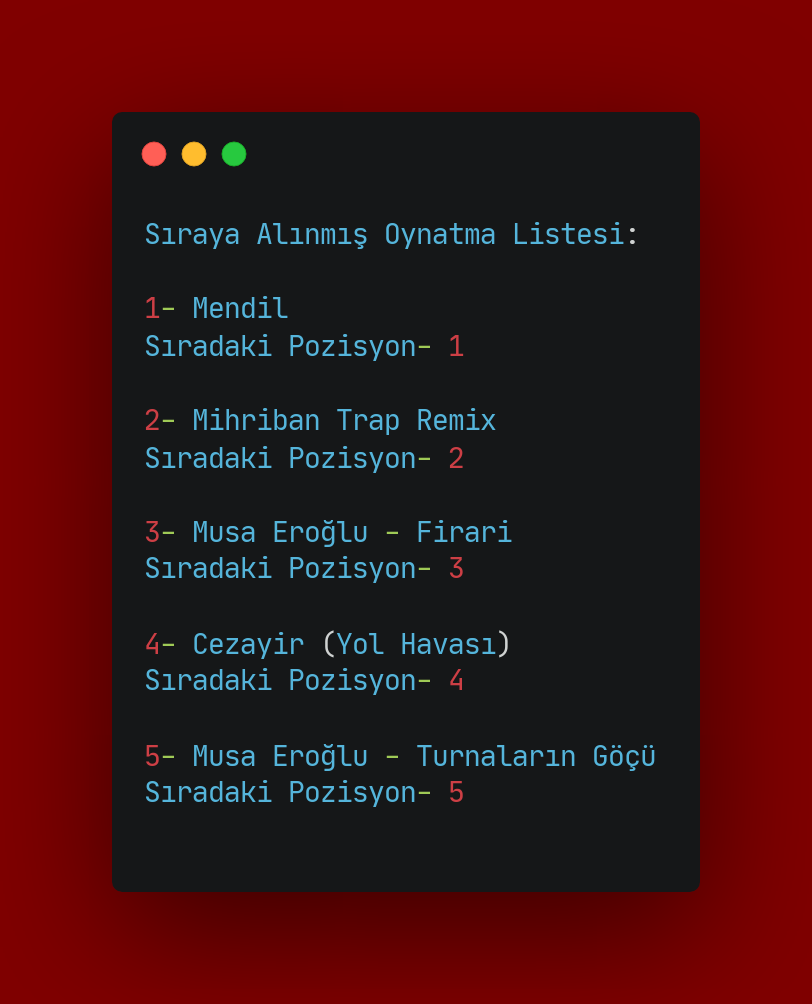 Sıraya Alınmış Oynatma Listesi:
1- Mendil
Sıradaki Pozisyon- 1
2- Mihriban Trap Remix
Sıradaki Pozisyon- 2
3- Musa Eroğlu - Firari
Sıradaki Pozisyon- 3
4- Cezayir (Yol Havası)
Sıradaki Pozisyon- 4
5- Musa Eroğlu - Turnaların Göçü
Sıradaki Pozisyon- 5